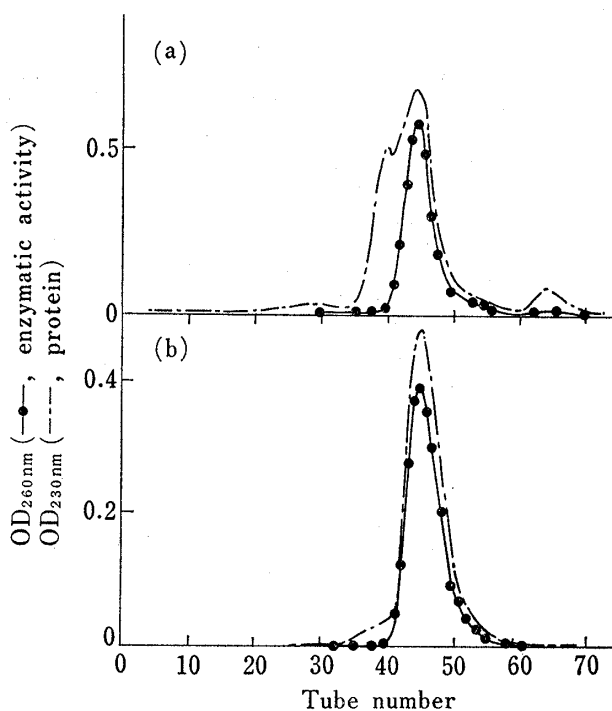 (a)
0.5
0
(b)
0.4
0.2
0
0 10 20 30 40 50 60 70
Tube number
OD260nm (—●—, enzymatic activity)
OD230nm (—-—, protein)